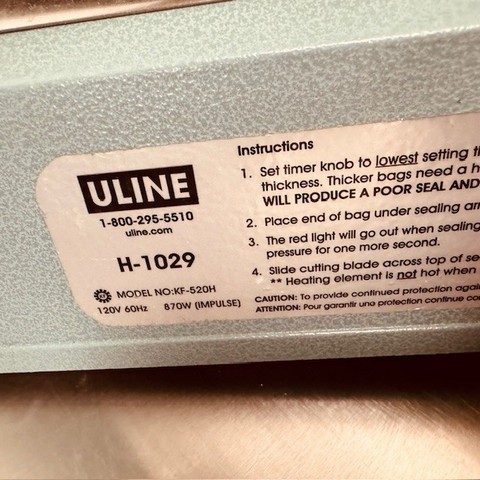 ULINE
1-800-295-5510
uline.com
H-1029
MODEL NO:KF-520H
120V 60Hz 870W (IMPULSE)
Instructions
1. Set timer knob to lowest setting
thickness. Thicker bags need a
WILL PRODUCE A POOR SEAL AND
2. Place end of bag under sealing
3. The red light will go out when sealing
pressure for one more second.
4. Slide cutting blade across top of
** Heating element is not hot when
CAUTION: To provide continued protection
ATTENTION: Pour garantir une protection continue